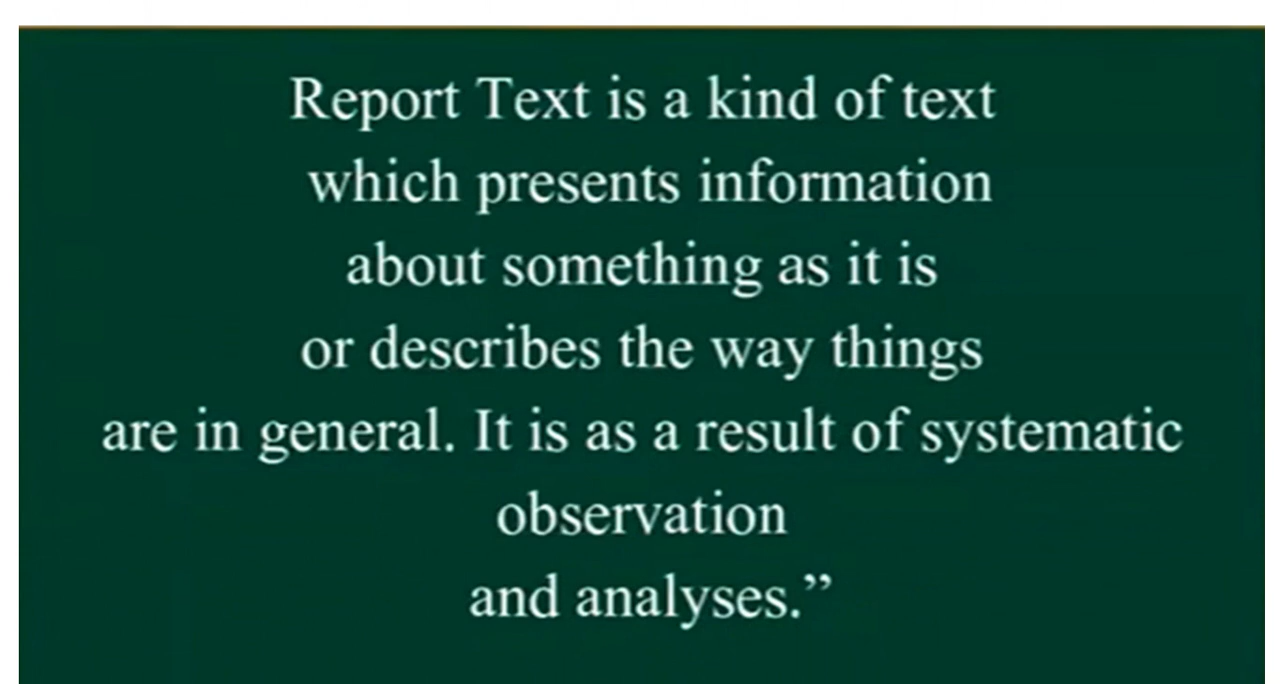 Report Text is a kind of text
which presents information
about something as it is
or describes the way things
are in general. It is as a result of systematic
observation
and analyses.”